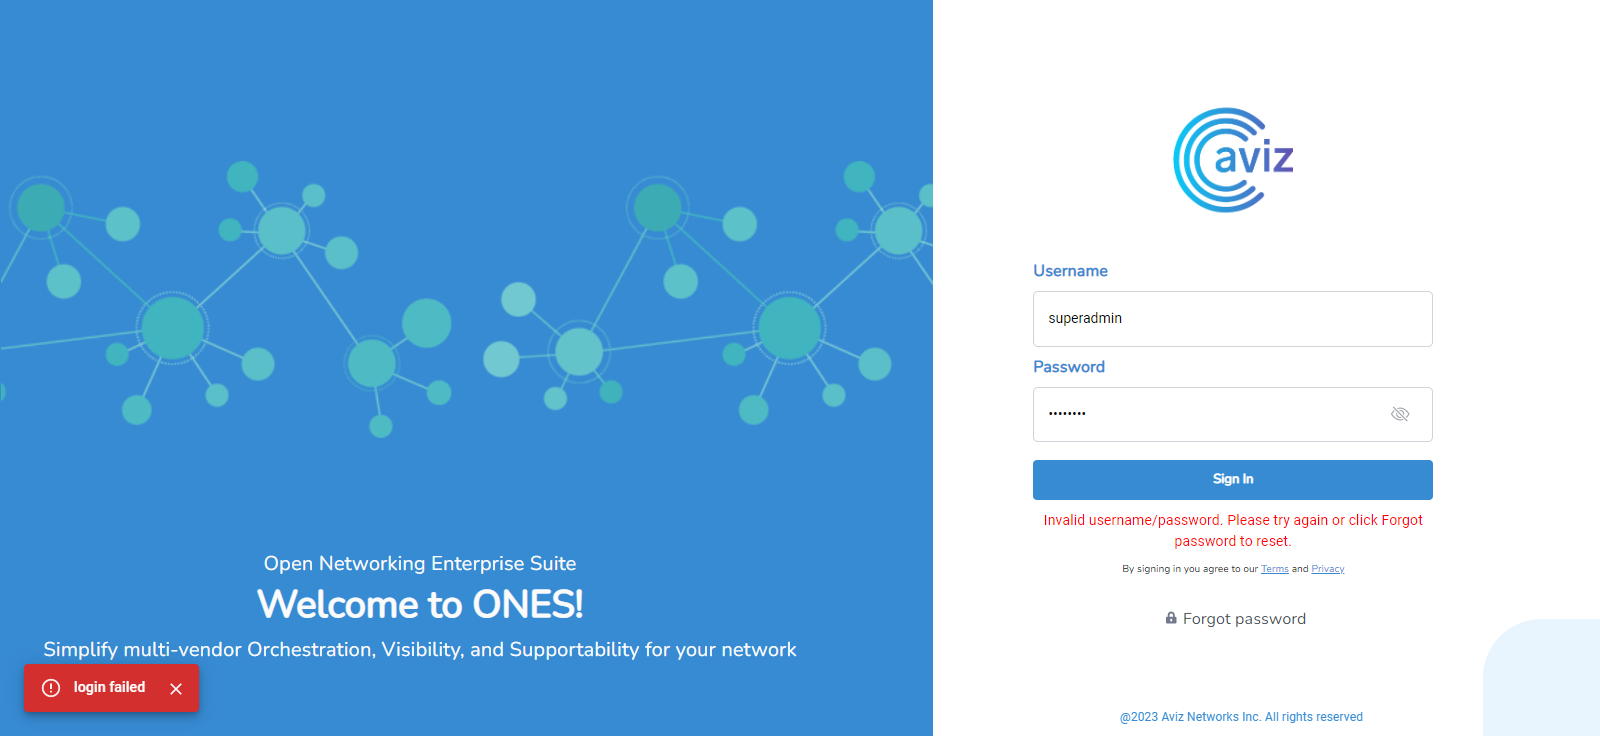 Open Networking Enterprise Suite
Welcome to ONES!
Simplify multi-vendor Orchestration, Visibility, and Supportability for your network
login failed
aviz
Username
superadmin
Password
••••••••
Sign In
Invalid username/password. Please try again or click Forgot
password to reset.
By signing in you agree to our Terms and Privacy
Forgot password
@2023 Aviz Networks Inc. All rights reserved